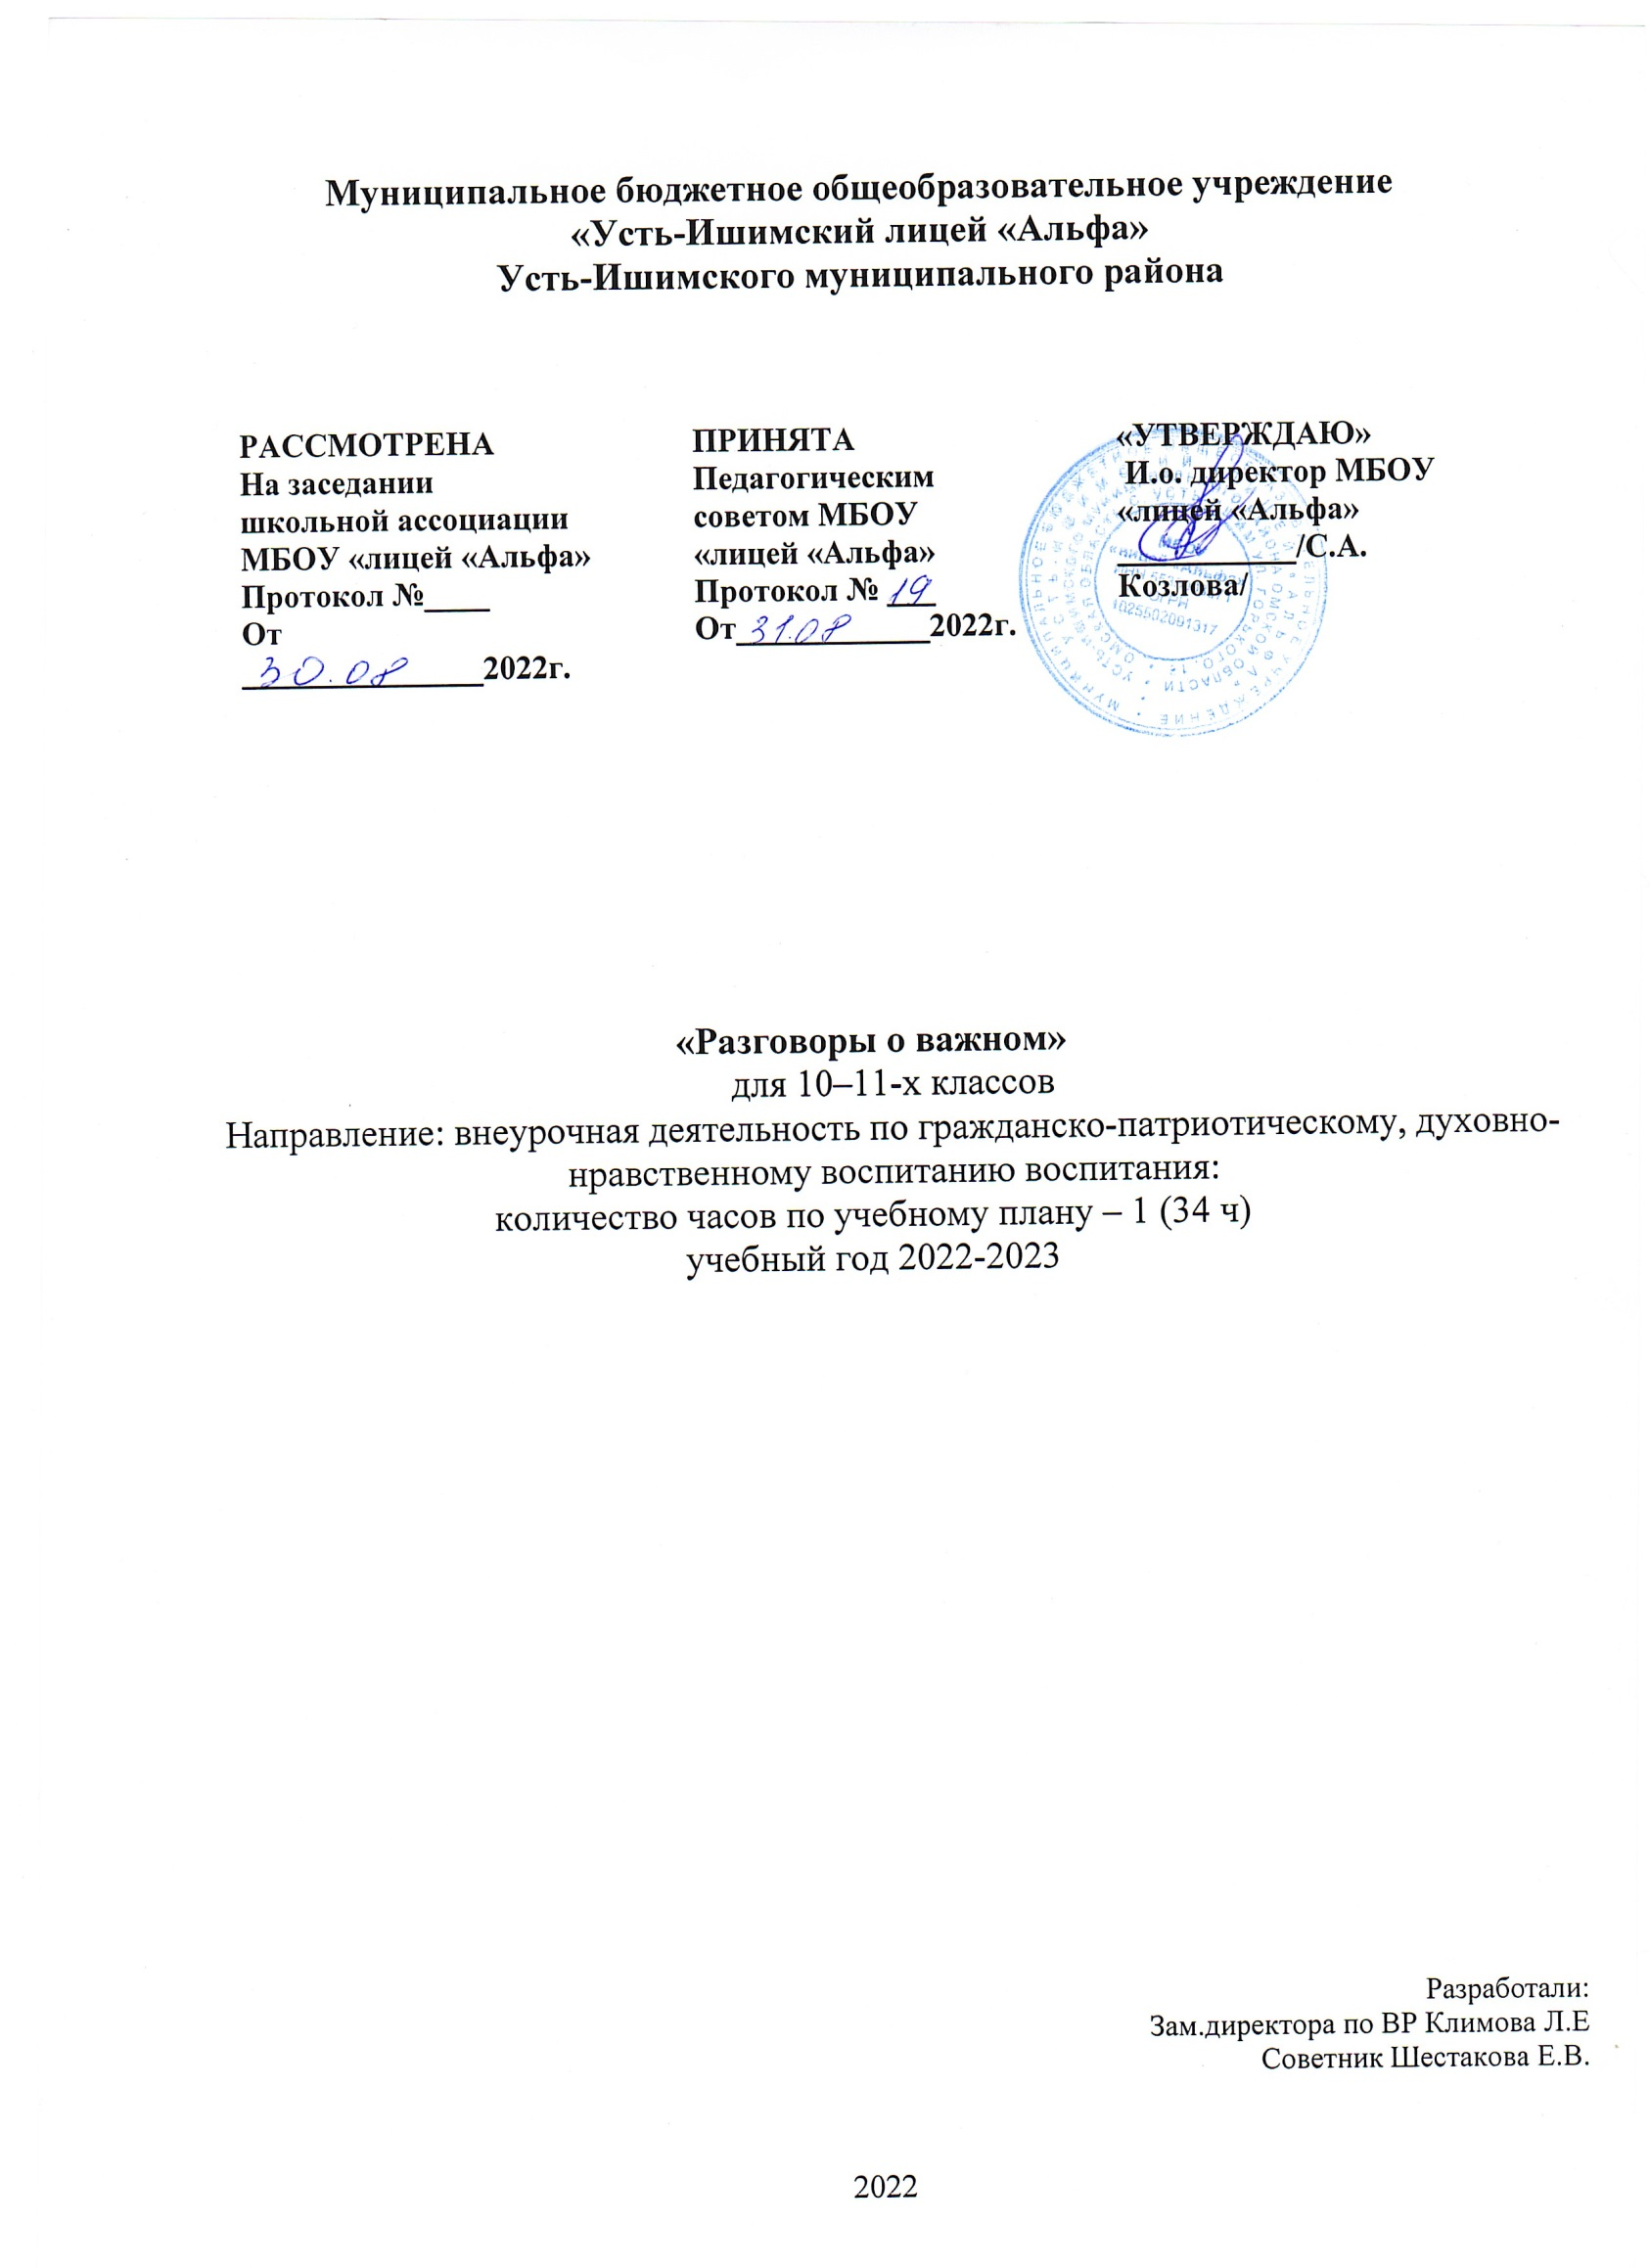 Муниципальное бюджетное общеобразовательное учреждение
«Усть-Ишимский лицей «Альфа»
Усть-Ишимского муниципального района
РАССМОТРЕНА
На заседании
школьной ассоциации
МБОУ «лицей «Альфа»
Протокол №____
От
30.08 2022г.
ПРИНЯТА
Педагогическим
советом МБОУ
«лицей «Альфа»
Протокол № 19
От 31.08 2022г.
«УТВЕРЖДАЮ»
И.о. директор МБОУ
«лицей «Альфа»
___________/С.А.
Козлова/
ОГРН
1025502091317
«Разговоры о важном»
для 10–11-х классов
Направление: внеурочная деятельность по гражданско-патриотическому, духовно-
нравственному воспитанию воспитания:
количество часов по учебному плану – 1 (34 ч)
учебный год 2022-2023
Разработали:
Зам.директора по ВР Климова Л.Е
Советник Шестакова Е.В.
2022